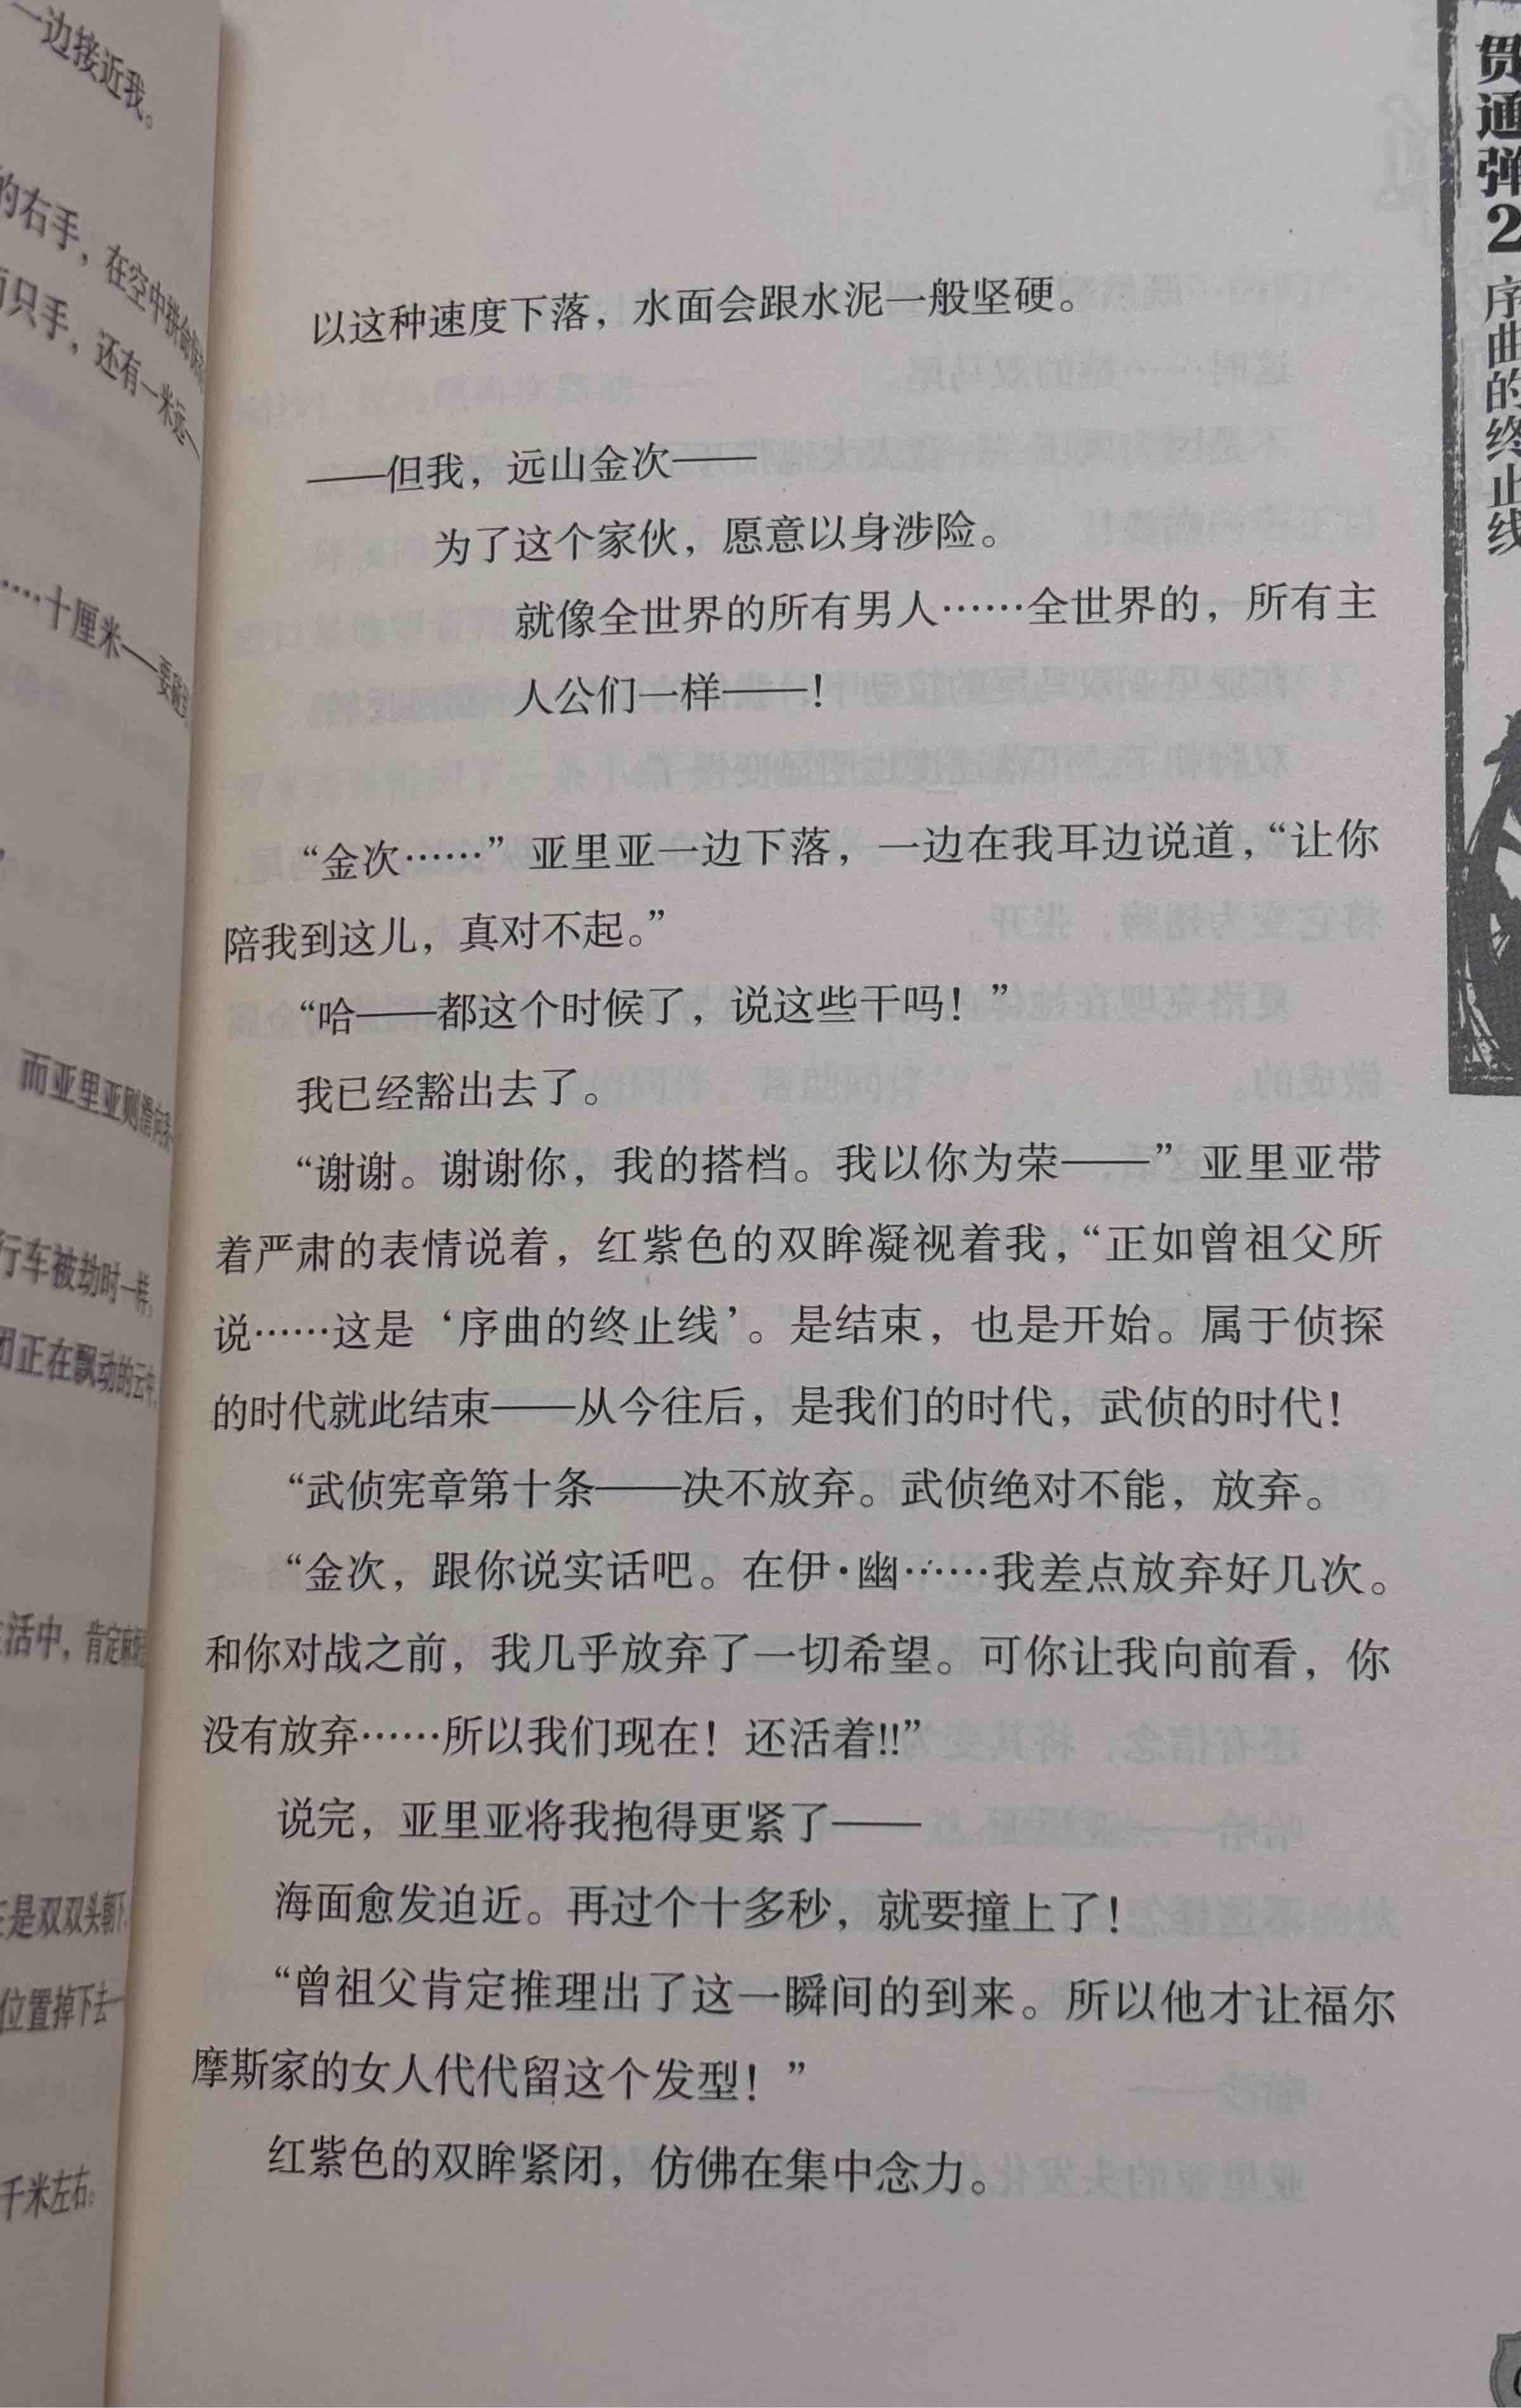 一边接近我。
的右手，在空中拼命
只手，还有一米远—
……十厘米——要
而亚里亚则滑向
行车被劫时一样，
正在飘动的云中
活中，肯定
是双双头朝下
位置掉下去
千米左右。
以这种速度下落，水面会跟水泥一般坚硬。
——但我，远山金次——
为了这个家伙，愿意以身涉险。
就像全世界的所有男人……全世界的，所有主
人公们一样——！
“金次……”亚里亚一边下落，一边在我耳边说道，“让你
陪我到这儿，真对不起。”
“哈——都这个时候了，说这些干吗！”
我已经豁出去了。
“谢谢。谢谢你，我的搭档。我以你为荣——”亚里亚带
着严肃的表情说着，红紫色的双眸凝视着我，“正如曾祖父所
说……这是‘序曲的终止线’。是结束，也是开始。属于侦探
的时代就此结束——从今往后，是我们的时代，武侦的时代！
“武侦宪章第十条——决不放弃。武侦绝对不能，放弃。
“金次，跟你说实话吧。在伊·幽……我差点放弃好几次。
和你对战之前，我几乎放弃了一切希望。可你让我向前看，你
没有放弃……所以我们现在！还活着!!”
说完，亚里亚将我抱得更紧了——
海面愈发迫近。再过个十多秒，就要撞上了！
“曾祖父肯定推理出了这一瞬间的到来。所以他才让福尔
摩斯家的女人代代留这个发型！”
红紫色的双眸紧闭，仿佛在集中念力。
贯通弹2
序曲的终止线